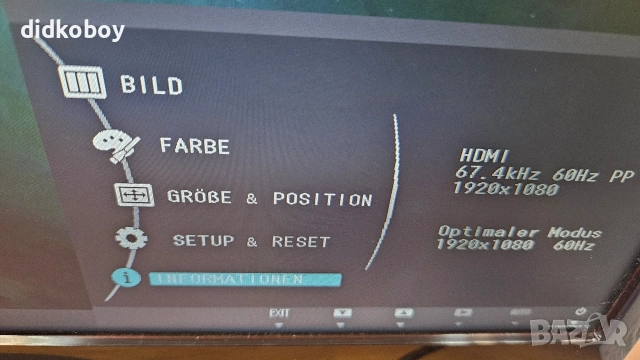 didkoboy
BILD
FARBE
GRÖßE & POSITION
SETUP & RESET
INFORMATIONEN
HDMI
67.4kHz 60Hz PP
1920x1080
Optimaler Modus
1920x1080 60Hz
EXIT
BAZAR